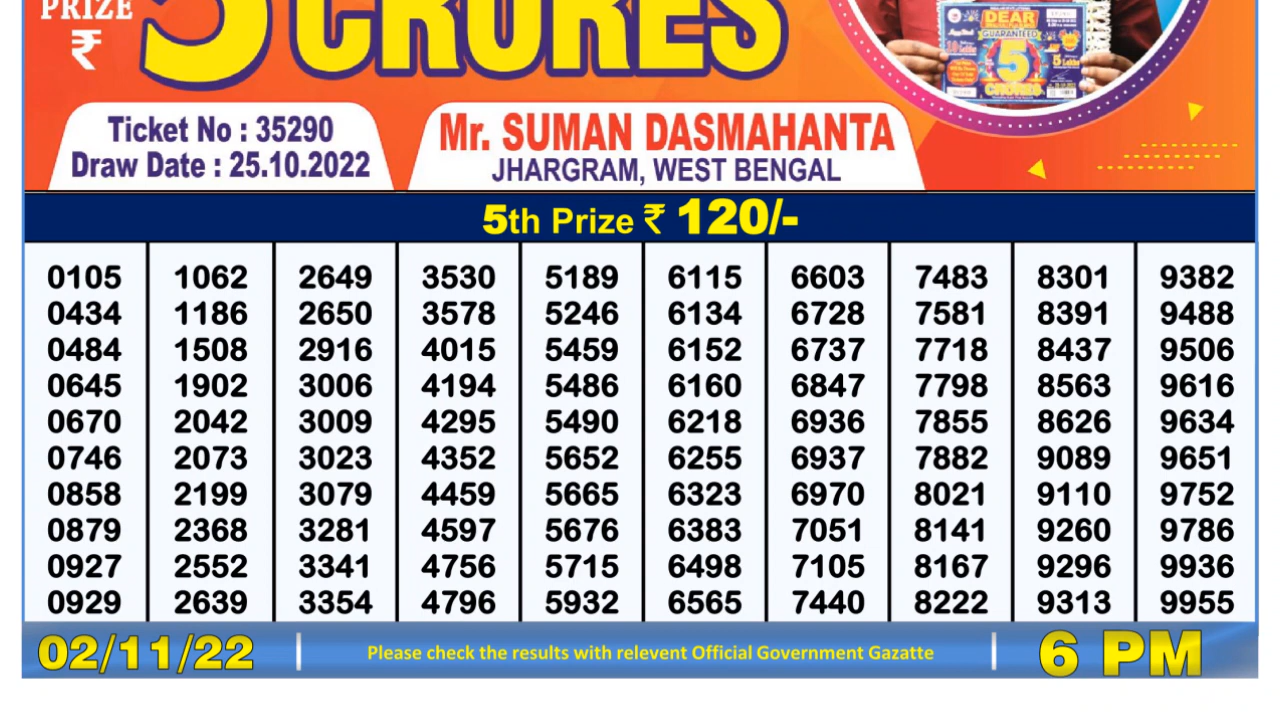 PRIZE
₹ 5 CRORES
DEAR
GUARANTEED
5
CRORES
Ticket No : 35290
Draw Date : 25.10.2022
Mr. SUMAN DASMAHANTA
JHARGRAM, WEST BENGAL
5th Prize ₹ 120/-
0105 1062 2649 3530 5189 6115 6603 7483 8301 9382
0434 1186 2650 3578 5246 6134 6728 7581 8391 9488
0484 1508 2916 4015 5459 6152 6737 7718 8437 9506
0645 1902 3006 4194 5486 6160 6847 7798 8563 9616
0670 2042 3009 4295 5490 6218 6936 7855 8626 9634
0746 2073 3023 4352 5652 6255 6937 7882 9089 9651
0858 2199 3079 4459 5665 6323 6970 8021 9110 9752
0879 2368 3281 4597 5676 6383 7051 8141 9260 9786
0927 2552 3341 4756 5715 6498 7105 8167 9296 9936
0929 2639 3354 4796 5932 6565 7440 8222 9313 9955
02/11/22 | Please check the results with relevent Official Government Gazatte | 6 PM